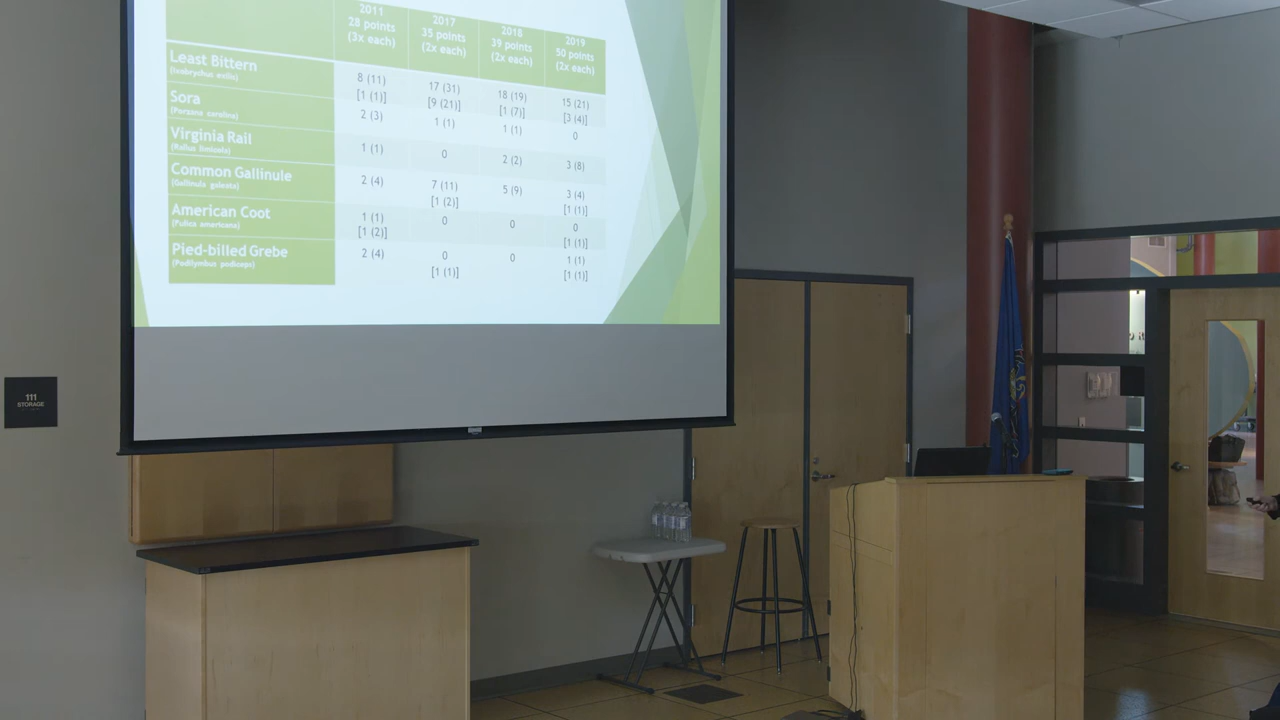 2011 2017 2018 2019
28 points 35 points 39 points 50 points
(3x each) (2x each) (2x each) (2x each)
Least Bittern 8 (11) 17 (31) 18 (19) 15 (21)
(Ixobrychus exilis) [1 (1)] [9 (21)] [1 (7)] [3 (4)]
Sora 2 (3) 1 (1) 1 (1) 0
(Porzana carolina)
Virginia Rail 1 (1) 0 2 (2) 3 (8)
(Rallus limicola)
Common Gallinule 2 (4) 7 (11) 5 (9) 3 (4)
(Gallinula galeata) [1 (2)] [1 (1)]
American Coot 1 (1) 0 0 0
(Fulica americana) [1 (2)] [1 (1)]
Pied-billed Grebe 2 (4) 0 0 1 (1)
(Podilymbus podiceps) [1 (1)] [1 (1)]
111
STORAGE